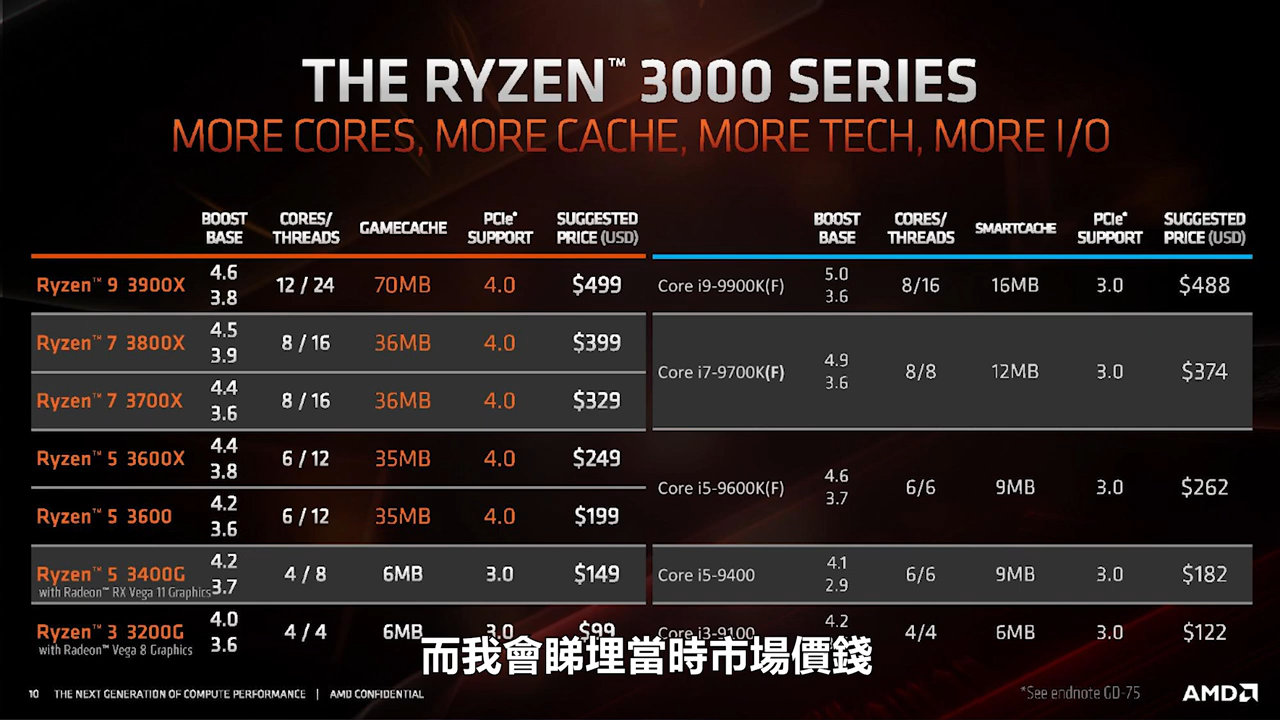 THE RYZEN™ 3000 SERIES
MORE CORES, MORE CACHE, MORE TECH, MORE I/O
BOOST BASE CORES/ THREADS GAMECACHE PCIe* SUPPORT SUGGESTED PRICE (USD)
Ryzen™ 9 3900X 4.6 3.8 12 / 24 70MB 4.0 $499
Ryzen™ 7 3800X 4.5 3.9 8 / 16 36MB 4.0 $399
Ryzen™ 7 3700X 4.4 3.6 8 / 16 36MB 4.0 $329
Ryzen™ 5 3600X 4.4 3.8 6 / 12 35MB 4.0 $249
Ryzen™ 5 3600 4.2 3.6 6 / 12 35MB 4.0 $199
Ryzen™ 5 3400G with Radeon™ RX Vega 11 Graphics 4.2 3.7 4 / 8 6MB 3.0 $149
Ryzen™ 3 3200G with Radeon™ Vega 8 Graphics 4.0 3.6 4 / 4 6MB 3.0 $99
BOOST BASE CORES/ THREADS SMARTCACHE PCIe* SUPPORT SUGGESTED PRICE (USD)
Core i9-9900K(F) 5.0 3.6 8/16 16MB 3.0 $488
Core i7-9700K(F) 4.9 3.6 8/8 12MB 3.0 $374
Core i5-9600K(F) 4.6 3.7 6/6 9MB 3.0 $262
Core i5-9400 4.1 2.9 6/6 9MB 3.0 $182
Core i3-9100 4.2 4/4 6MB 3.0 $122
而我會睇埋當時市場價錢
10 THE NEXT GENERATION OF COMPUTE PERFORMANCE | AMD CONFIDENTIAL
*See endnote GD-75
AMD